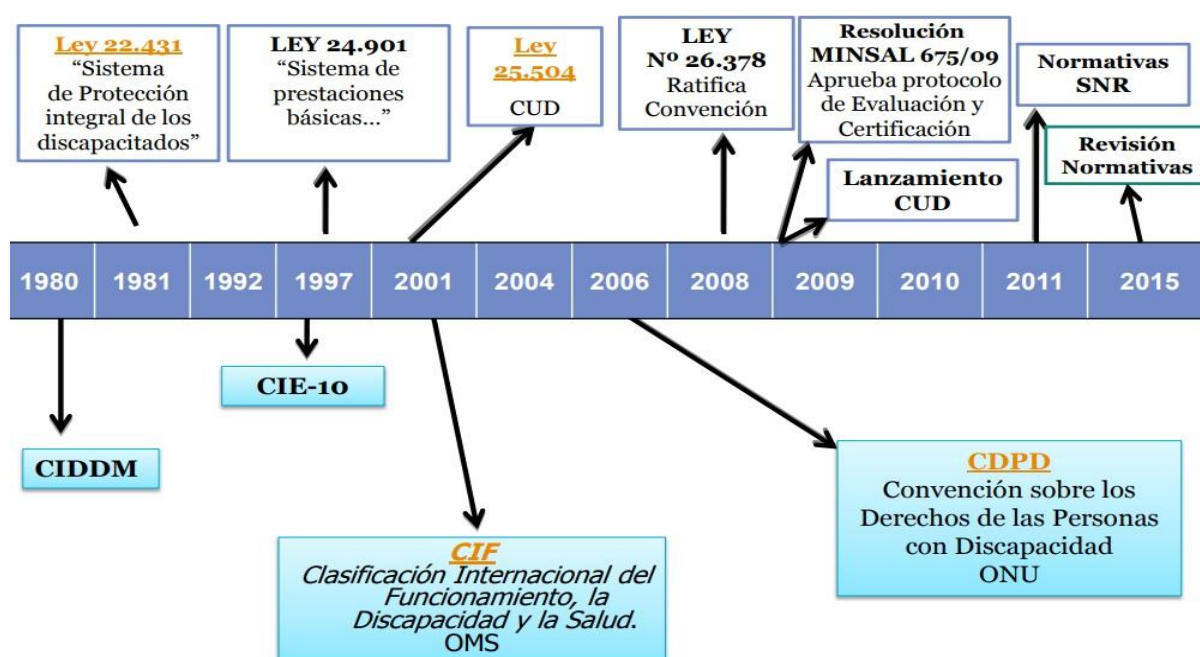 Ley 22.431
“Sistema
de Protección
integral de los
discapacitados”
LEY 24.901
“Sistema de
prestaciones
básicas...”
Ley
25.504
CUD
LEY
Nº 26.378
Ratifica
Convención
Resolución
MINSAL 675/09
Aprueba protocolo
de Evaluación y
Certificación
Lanzamiento
CUD
Normativas
SNR
Revisión
Normativas
1980 1981 1992 1997 2001 2004 2006 2008 2009 2010 2011 2015
CIDDM
CIE-10
CIF
Clasificación Internacional del
Funcionamiento, la
Discapacidad y la Salud.
OMS
CDPD
Convención sobre los
Derechos de las Personas
con Discapacidad
ONU